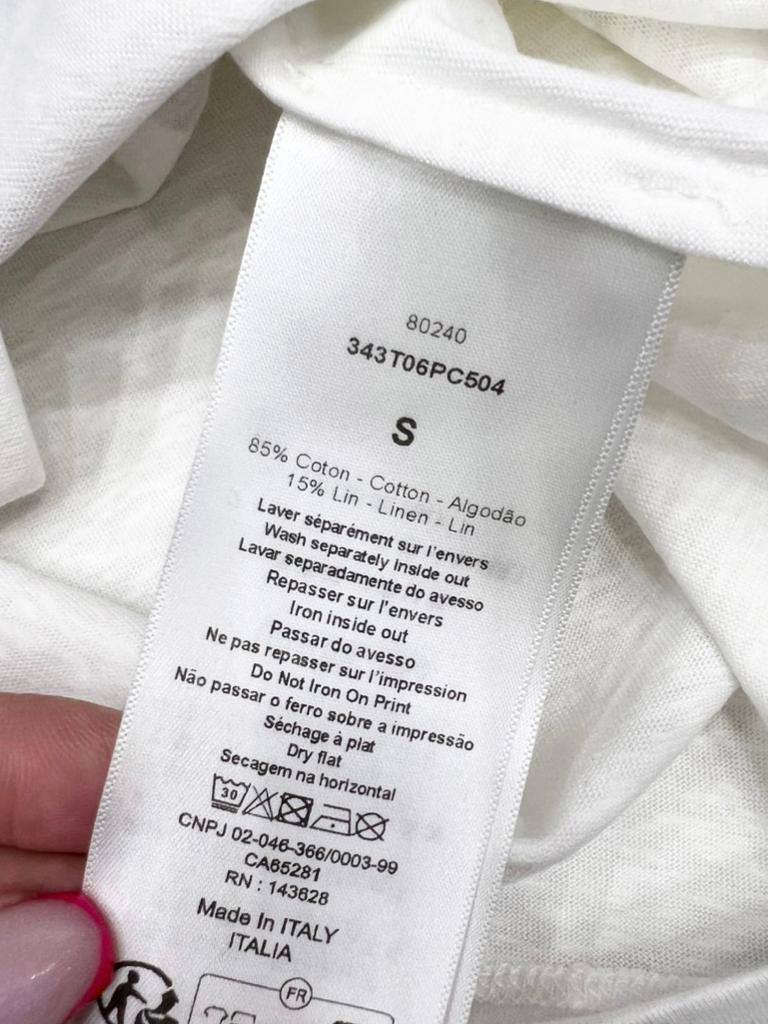 80240
343T06PC504
S
85% Coton - Cotton - Algodão
15% Lin - Linen - Lin
Laver séparément sur l'envers
Wash separately inside out
Lavar separadamente do avesso
Repasser sur l'envers
Iron inside out
Passar do avesso
Ne pas repasser sur l'impression
Do Not Iron On Print
Não passar o ferro sobre a impressão
Séchage à plat
Dry flat
Secagem na horizontal
30
CNPJ 02-046-366/0003-99
CA65281
RN : 143628
Made In ITALY
ITALIA
FR